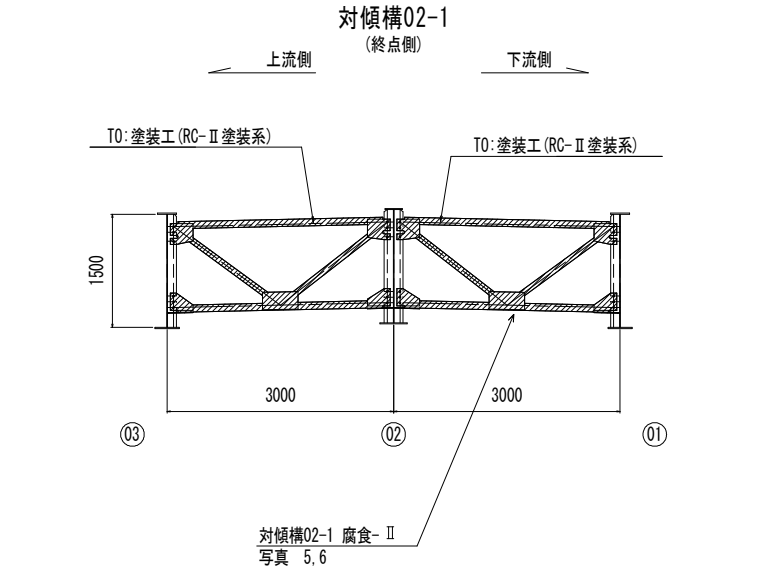 対傾構02-1
(終点側)
上流側
下流側
TO:塗装工(RC-Ⅱ塗装系)
TO:塗装工(RC-Ⅱ塗装系)
1500
3000
3000
03
02
01
対傾構02-1 腐食-Ⅱ
写真 5,6